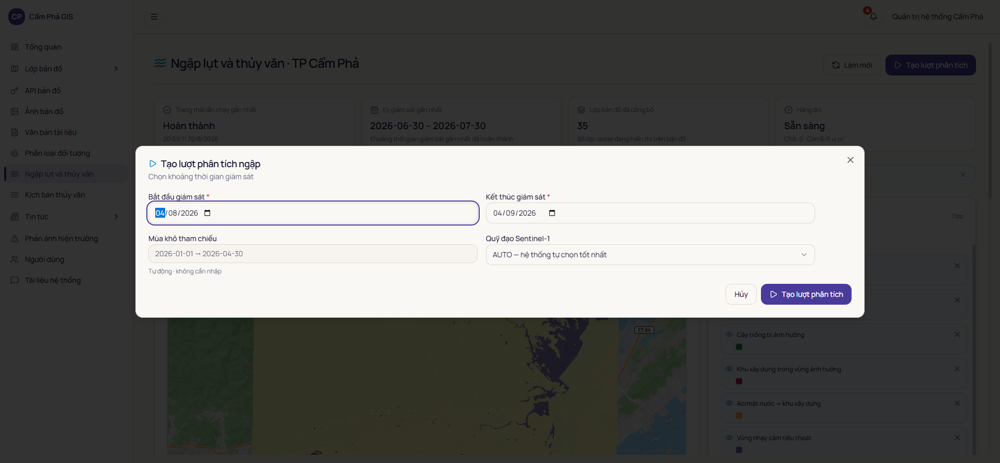 CP Cẩm Phả GIS
Tổng quan
Lớp bản đồ
API bản đồ
Ảnh bản đồ
Văn bản tài liệu
Phân loại đối tượng
Ngập lụt và thủy văn
Kịch bản thủy văn
Tin tức
Phản ánh hiện trường
Người dùng
Tài liệu hệ thống
4
Quản trị hệ thống Cẩm Phả
Ngập lụt và thủy văn · TP Cẩm Phả
Làm mới
Tạo lượt phân tích
Trạng thái lần chạy gần nhất
Hoàn thành
20:59:11 30/8/2026
Kỳ giám sát gần nhất
2026-06-30 – 2026-07-30
Khoảng thời gian giám sát gần nhất đã hoàn thành
Lớp bản đồ đã công bố
35
Số lớp raster đang hiển thị trên bản đồ
Hàng đợi
Sẵn sàng
Chờ: 0 · Còn 6/6 vị trí
Tạo lượt phân tích ngập
Chọn khoảng thời gian giám sát
Bắt đầu giám sát *
04/08/2026
Kết thúc giám sát *
04/09/2026
Mùa khô tham chiếu
2026-01-01 → 2026-04-30
Tự động · không cần nhập
Quỹ đạo Sentinel-1
AUTO — hệ thống tự chọn tốt nhất
Hủy
Tạo lượt phân tích
7 lớp
CT.06
Cây trồng bị ảnh hưởng
Khu xây dựng trong vùng ảnh hưởng
Ao/mặt nước → khu xây dựng
Vùng nhạy cảm tiêu thoát